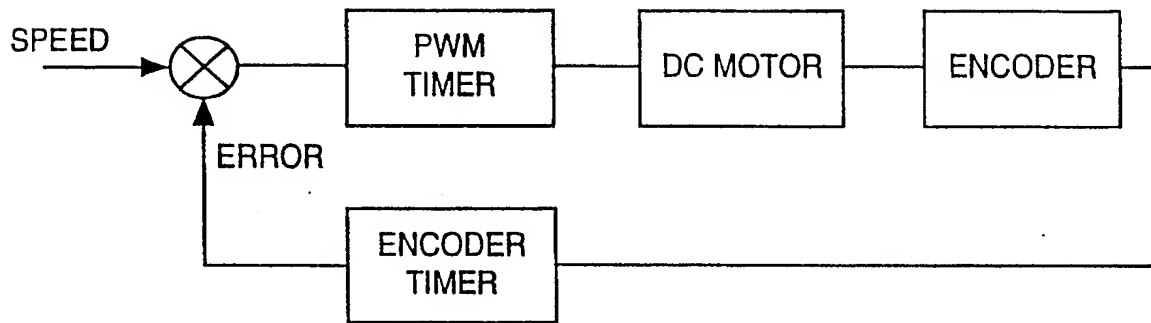 SPEED
PWM
TIMER
DC MOTOR
ENCODER
ERROR
ENCODER
TIMER